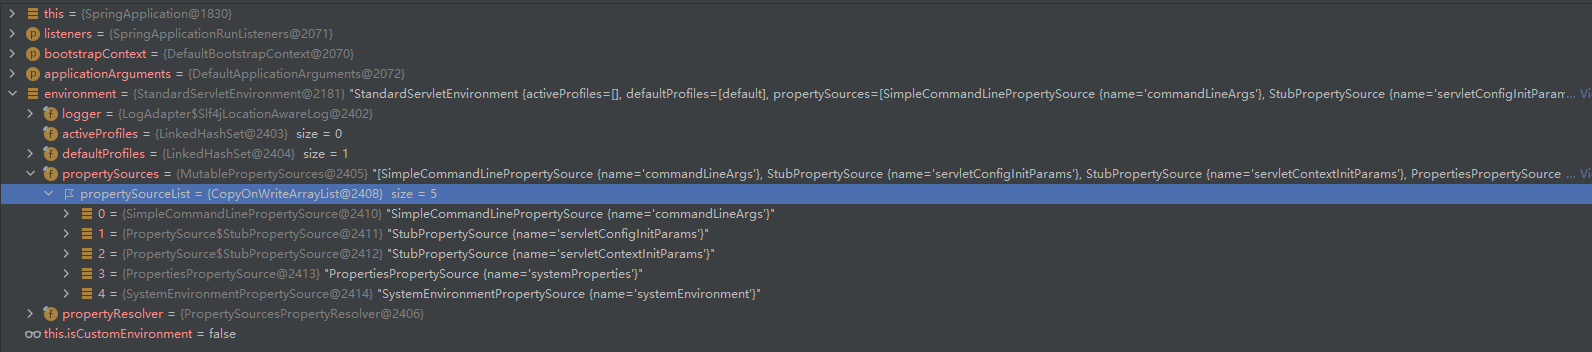 this = {SpringApplication@1830}
p listeners = {SpringApplicationRunListeners@2071}
p bootstrapContext = {DefaultBootstrapContext@2070}
p applicationArguments = {DefaultApplicationArguments@2072}
environment = {StandardServletEnvironment@2181} "StandardServletEnvironment {activeProfiles=[], defaultProfiles=[default], propertySources=[SimpleCommandLinePropertySource {name='commandLineArgs'}, StubPropertySource {name='servletConfigInitParam... Vi
f logger = {LogAdapter$Slf4jLocationAwareLog@2402}
f activeProfiles = {LinkedHashSet@2403} size = 0
f defaultProfiles = {LinkedHashSet@2404} size = 1
f propertySources = {MutablePropertySources@2405} "[SimpleCommandLinePropertySource {name='commandLineArgs'}, StubPropertySource {name='servletConfigInitParams'}, StubPropertySource {name='servletContextInitParams'}, PropertiesPropertySource ... Vi
propertySourceList = {CopyOnWriteArrayList@2408} size = 5
0 = {SimpleCommandLinePropertySource@2410} "SimpleCommandLinePropertySource {name='commandLineArgs'}"
1 = {PropertySource$StubPropertySource@2411} "StubPropertySource {name='servletConfigInitParams'}"
2 = {PropertySource$StubPropertySource@2412} "StubPropertySource {name='servletContextInitParams'}"
3 = {PropertiesPropertySource@2413} "PropertiesPropertySource {name='systemProperties'}"
4 = {SystemEnvironmentPropertySource@2414} "SystemEnvironmentPropertySource {name='systemEnvironment'}"
f propertyResolver = {PropertySourcesPropertyResolver@2406}
this.isCustomEnvironment = false